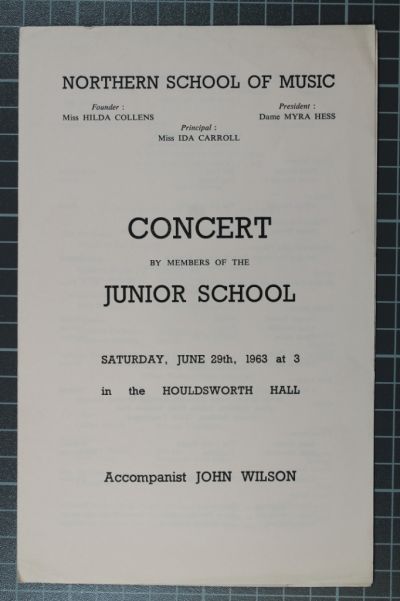 NORTHERN SCHOOL OF MUSIC
Founder :
Miss HILDA COLLENS
President :
Dame MYRA HESS
Principal :
Miss IDA CARROLL
CONCERT
BY MEMBERS OF THE
JUNIOR SCHOOL
SATURDAY, JUNE 29th, 1963 at 3
in the HOULDSWORTH HALL
Accompanist JOHN WILSON